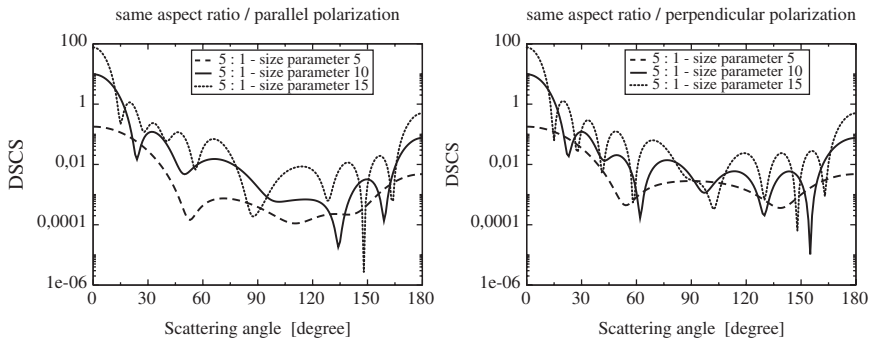 same aspect ratio / parallel polarization
100
1
0,01
0,0001
1e-06
DSCS
5 : 1 - size parameter 5
5 : 1 - size parameter 10
5 : 1 - size parameter 15
0 30 60 90 120 150 180
Scattering angle [degree]
same aspect ratio / perpendicular polarization
100
1
0,01
0,0001
1e-06
DSCS
5 : 1 - size parameter 5
5 : 1 - size parameter 10
5 : 1 - size parameter 15
0 30 60 90 120 150 180
Scattering angle [degree]